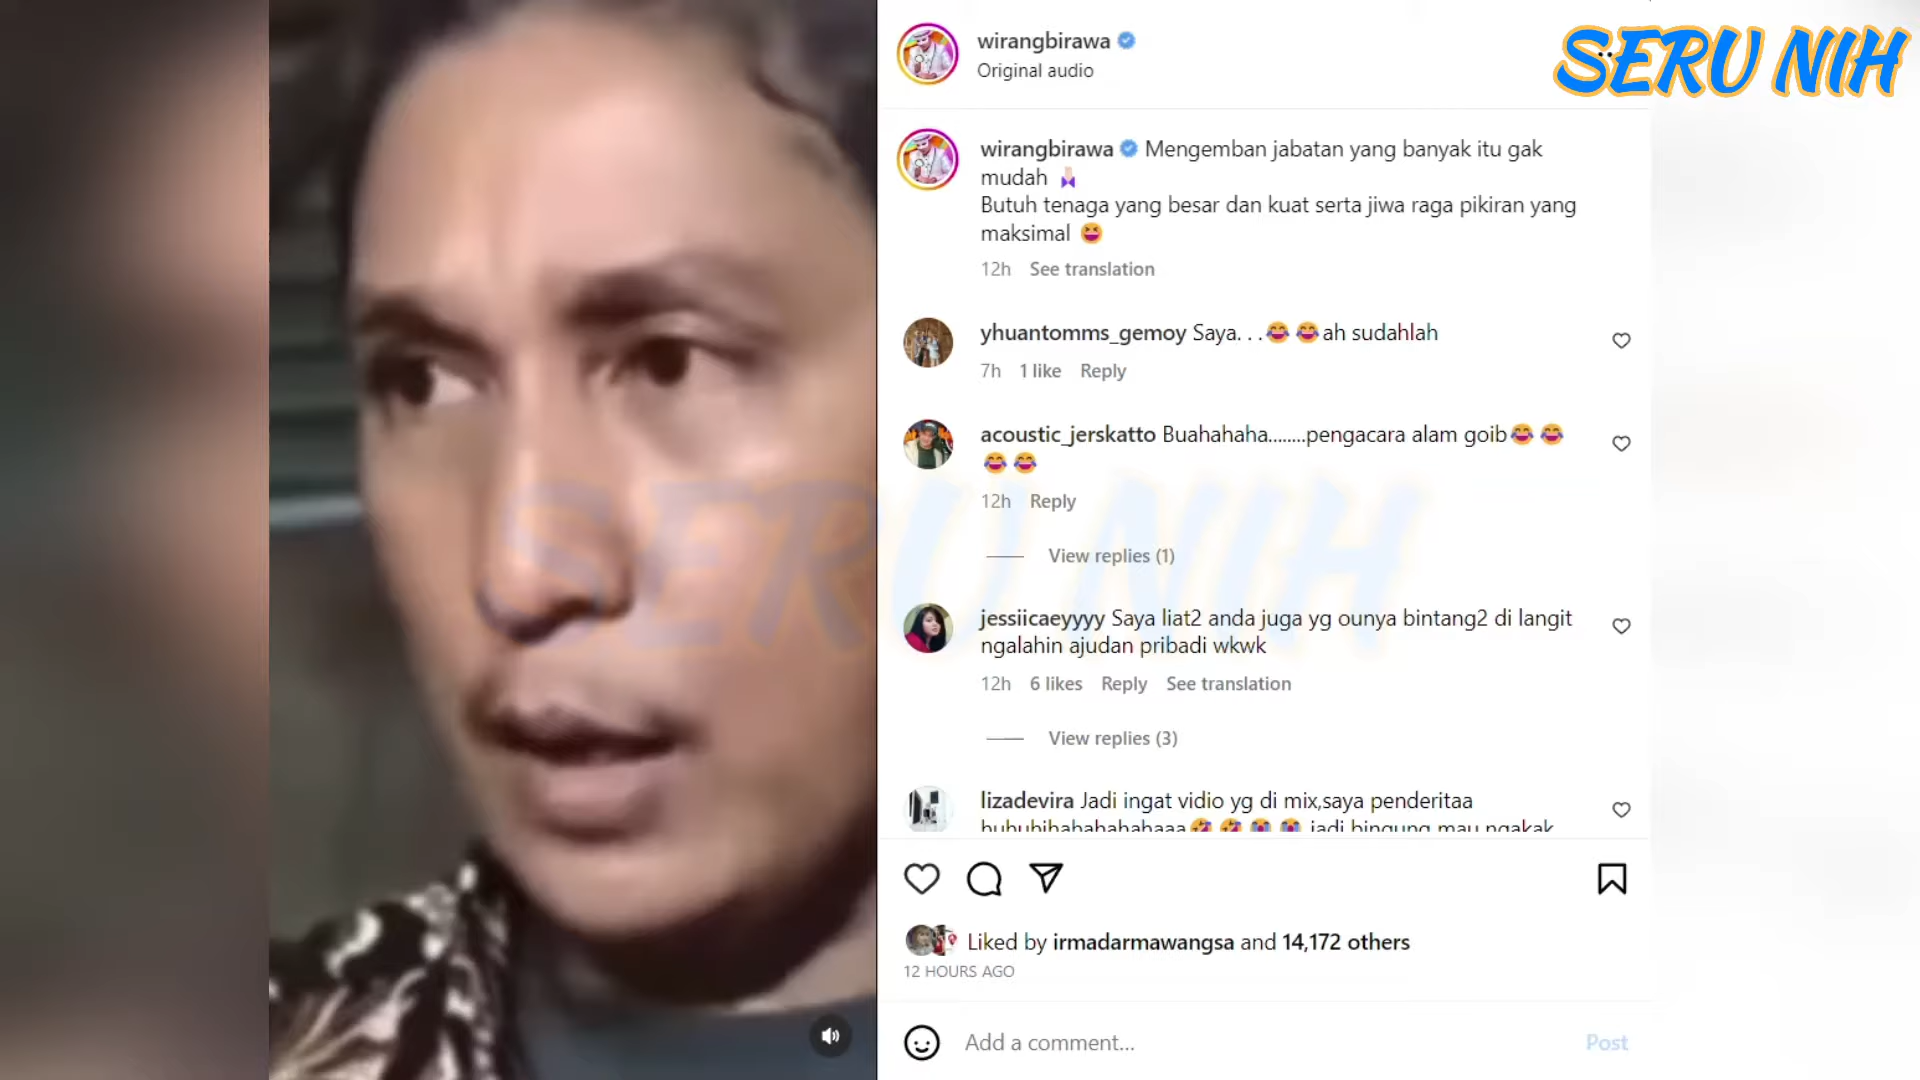 SERU NIH
wirangbirawa
Original audio
wirangbirawa Mengemban jabatan yang banyak itu gak
mudah
Butuh tenaga yang besar dan kuat serta jiwa raga pikiran yang
maksimal 😆
12h See translation
yhuantomms_gemoy Saya. . .😂😂ah sudahlah
7h 1 like Reply
acoustic_jerskatto Buahahaha........pengacara alam goib😂😂
😂😂
12h Reply
View replies (1)
SERU NIH
jessiicaeyyyy Saya liat2 anda juga yg ounya bintang2 di langit
ngalahin ajudan pribadi wkwk
12h 6 likes Reply See translation
View replies (3)
lizadevira Jadi ingat vidio yg di mix,saya penderitaa
huhuhihahahahahaaa🤣🤣😭😭 jadi bingung mau ngakak
Liked by irmadarmawangsa and 14,172 others
12 HOURS AGO
Add a comment...
Post